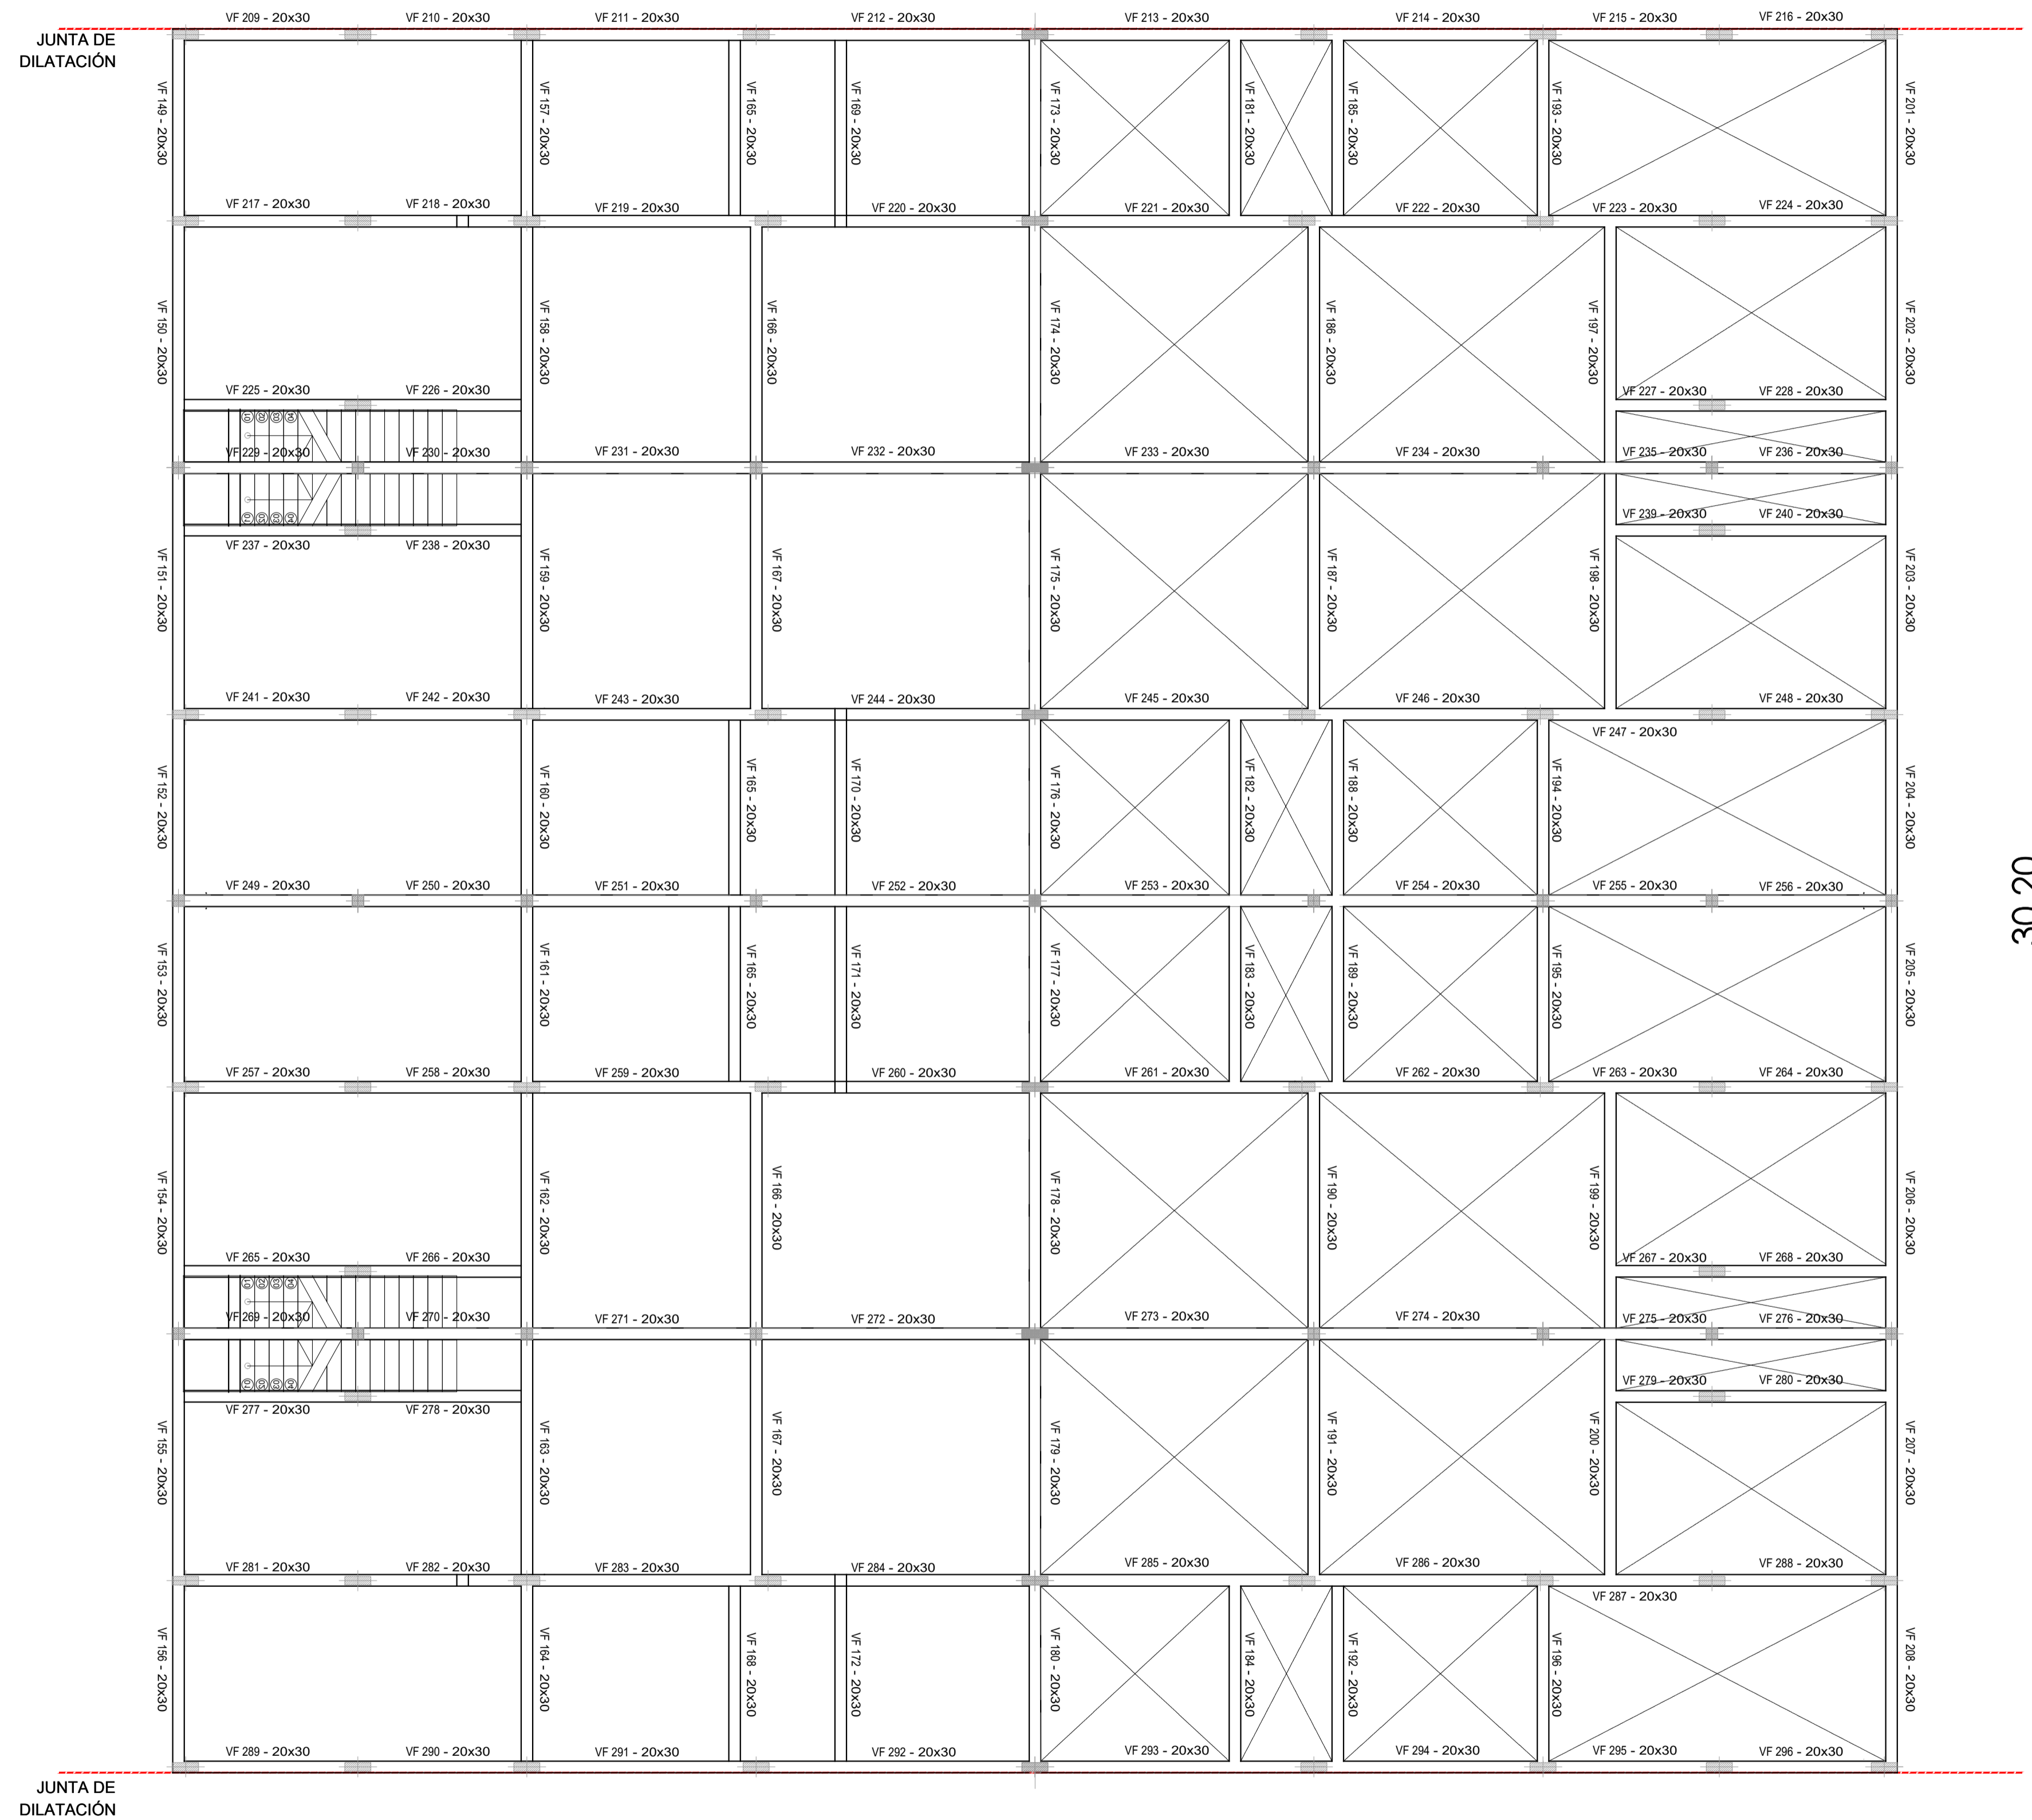 VF 209 - 20x30
VF 210 - 20x30
VF 211 - 20x30
VF 212 - 20x30
VF 213 - 20x30
VF 214 - 20x30
VF 215 - 20x30
VF 216 - 20x30
JUNTA DE
DILATACIÓN
VF 149 - 20x30
VF 157 - 20x30
VF 165 - 20x30
VF 169 - 20x30
VF 173 - 20x30
VF 181 - 20x30
VF 185 - 20x30
VF 193 - 20x30
VF 201 - 20x30
VF 217 - 20x30
VF 218 - 20x30
VF 219 - 20x30
VF 220 - 20x30
VF 221 - 20x30
VF 222 - 20x30
VF 223 - 20x30
VF 224 - 20x30
VF 150 - 20x30
VF 158 - 20x30
VF 166 - 20x30
VF 174 - 20x30
VF 186 - 20x30
VF 197 - 20x30
VF 202 - 20x30
VF 225 - 20x30
VF 226 - 20x30
VF 227 - 20x30
VF 228 - 20x30
01 02 03 04
VF 229 - 20x30
VF 230 - 20x30
VF 231 - 20x30
VF 232 - 20x30
VF 233 - 20x30
VF 234 - 20x30
VF 235 - 20x30
VF 236 - 20x30
01 02 03 04
VF 239 - 20x30
VF 240 - 20x30
VF 237 - 20x30
VF 238 - 20x30
VF 151 - 20x30
VF 159 - 20x30
VF 167 - 20x30
VF 175 - 20x30
VF 187 - 20x30
VF 198 - 20x30
VF 203 - 20x30
VF 241 - 20x30
VF 242 - 20x30
VF 243 - 20x30
VF 244 - 20x30
VF 245 - 20x30
VF 246 - 20x30
VF 248 - 20x30
VF 247 - 20x30
VF 152 - 20x30
VF 160 - 20x30
VF 165 - 20x30
VF 170 - 20x30
VF 176 - 20x30
VF 182 - 20x30
VF 188 - 20x30
VF 194 - 20x30
VF 204 - 20x30
VF 249 - 20x30
VF 250 - 20x30
VF 251 - 20x30
VF 252 - 20x30
VF 253 - 20x30
VF 254 - 20x30
VF 255 - 20x30
VF 256 - 20x30
30.20
VF 153 - 20x30
VF 161 - 20x30
VF 165 - 20x30
VF 171 - 20x30
VF 177 - 20x30
VF 183 - 20x30
VF 189 - 20x30
VF 195 - 20x30
VF 205 - 20x30
VF 257 - 20x30
VF 258 - 20x30
VF 259 - 20x30
VF 260 - 20x30
VF 261 - 20x30
VF 262 - 20x30
VF 263 - 20x30
VF 264 - 20x30
VF 154 - 20x30
VF 162 - 20x30
VF 166 - 20x30
VF 178 - 20x30
VF 190 - 20x30
VF 199 - 20x30
VF 206 - 20x30
VF 265 - 20x30
VF 266 - 20x30
VF 267 - 20x30
VF 268 - 20x30
01 02 03 04
VF 269 - 20x30
VF 270 - 20x30
VF 271 - 20x30
VF 272 - 20x30
VF 273 - 20x30
VF 274 - 20x30
VF 275 - 20x30
VF 276 - 20x30
01 02 03 04
VF 279 - 20x30
VF 280 - 20x30
VF 277 - 20x30
VF 278 - 20x30
VF 155 - 20x30
VF 163 - 20x30
VF 167 - 20x30
VF 179 - 20x30
VF 191 - 20x30
VF 200 - 20x30
VF 207 - 20x30
VF 281 - 20x30
VF 282 - 20x30
VF 283 - 20x30
VF 284 - 20x30
VF 285 - 20x30
VF 286 - 20x30
VF 288 - 20x30
VF 287 - 20x30
VF 156 - 20x30
VF 164 - 20x30
VF 168 - 20x30
VF 172 - 20x30
VF 180 - 20x30
VF 184 - 20x30
VF 192 - 20x30
VF 196 - 20x30
VF 208 - 20x30
VF 289 - 20x30
VF 290 - 20x30
VF 291 - 20x30
VF 292 - 20x30
VF 293 - 20x30
VF 294 - 20x30
VF 295 - 20x30
VF 296 - 20x30
JUNTA DE
DILATACIÓN